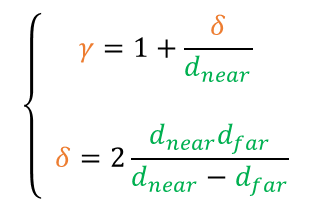 γ = 1 + δ / d_near
δ = 2 d_near d_far / (d_near − d_far)